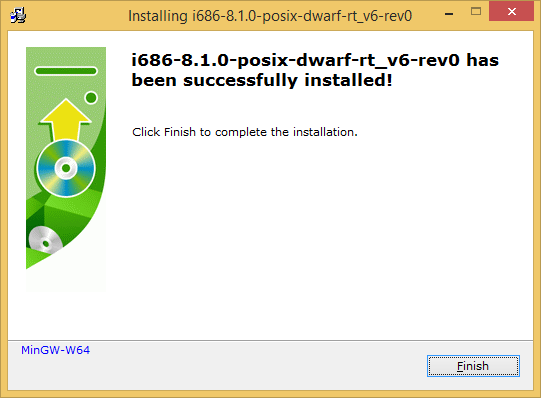 Installing i686-8.1.0-posix-dwarf-rt_v6-rev0
i686-8.1.0-posix-dwarf-rt_v6-rev0 has
been successfully installed!
Click Finish to complete the installation.
MinGW-W64
Finish